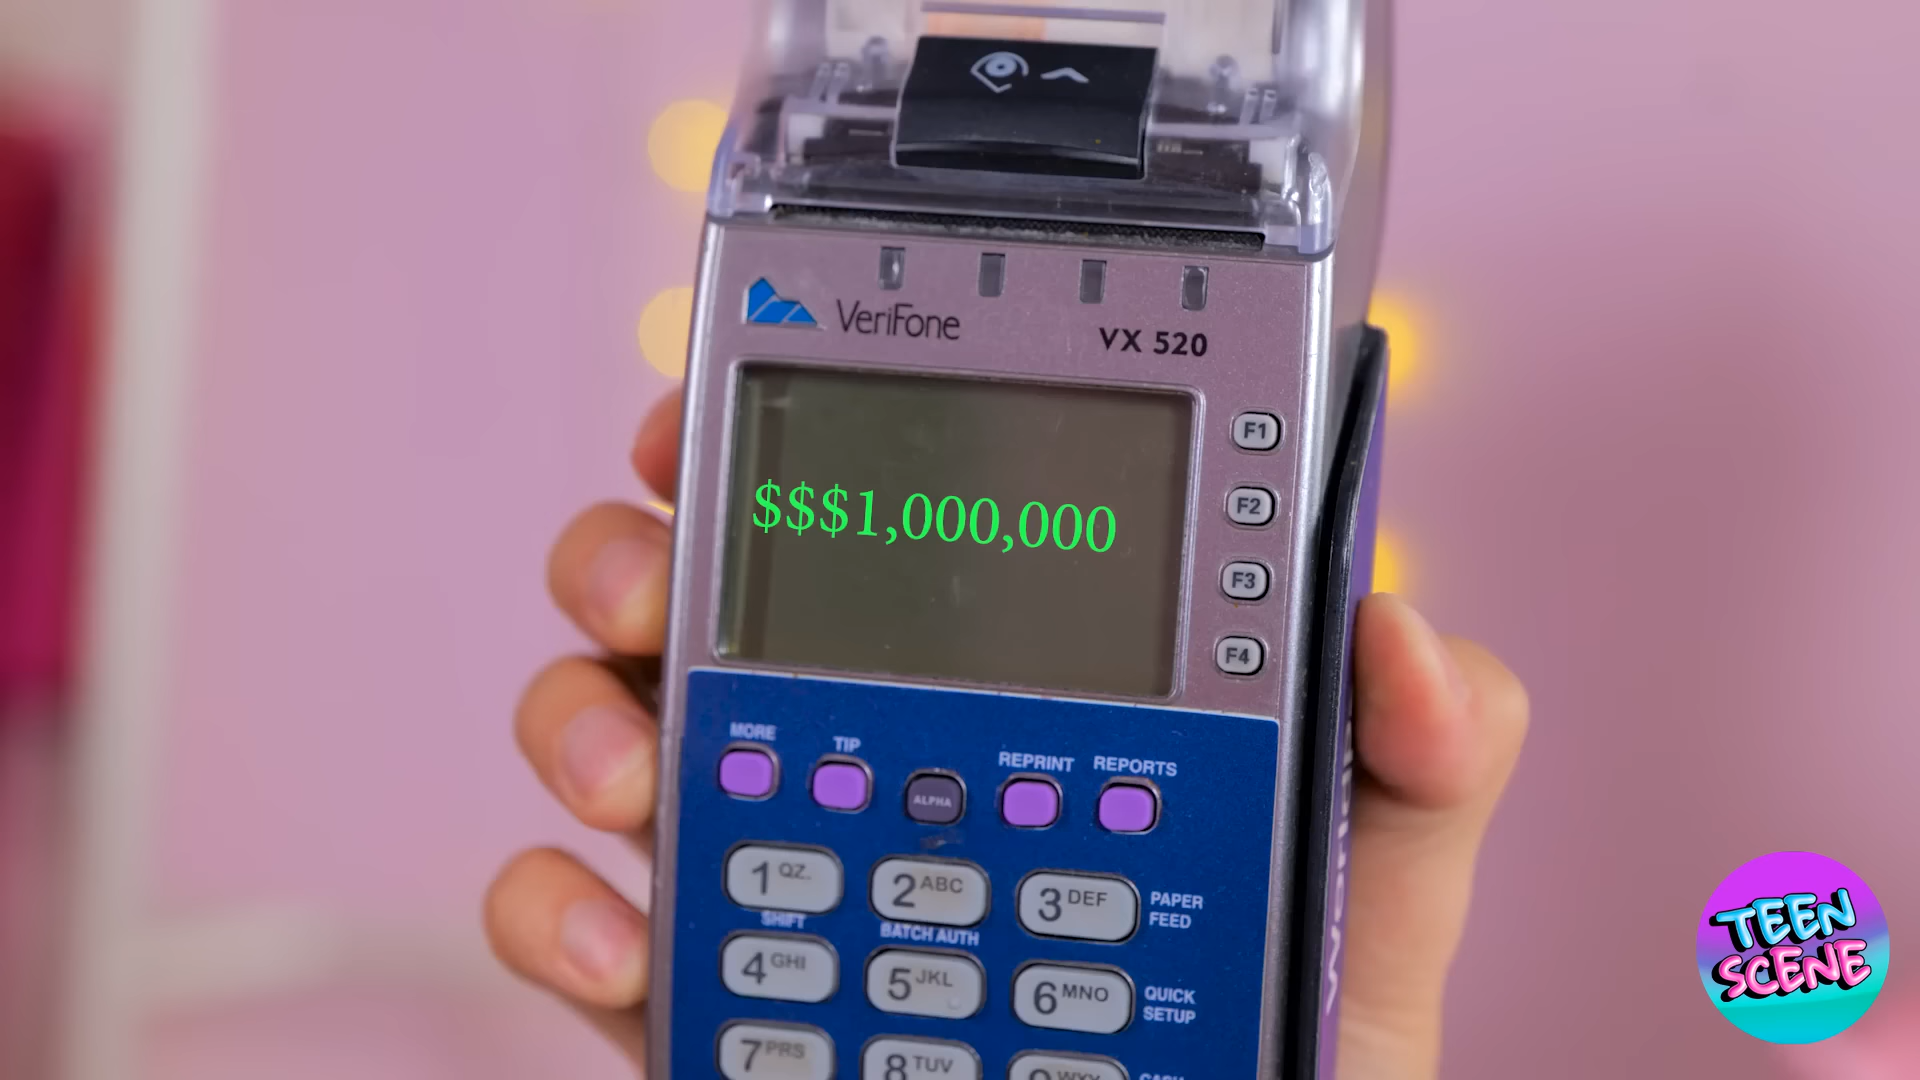 VeriFone
VX 520
F1
$$$1,000,000
F2
F3
F4
MORE
TIP
ALPHA
REPRINT
REPORTS
1 QZ.
2 ABC
3 DEF
PAPER
FEED
SHIFT
BATCH AUTH
4 GHI
5 JKL
6 MNO
QUICK
SETUP
7 PRS
8 TUV
9 WXY
TEEN
SCENE